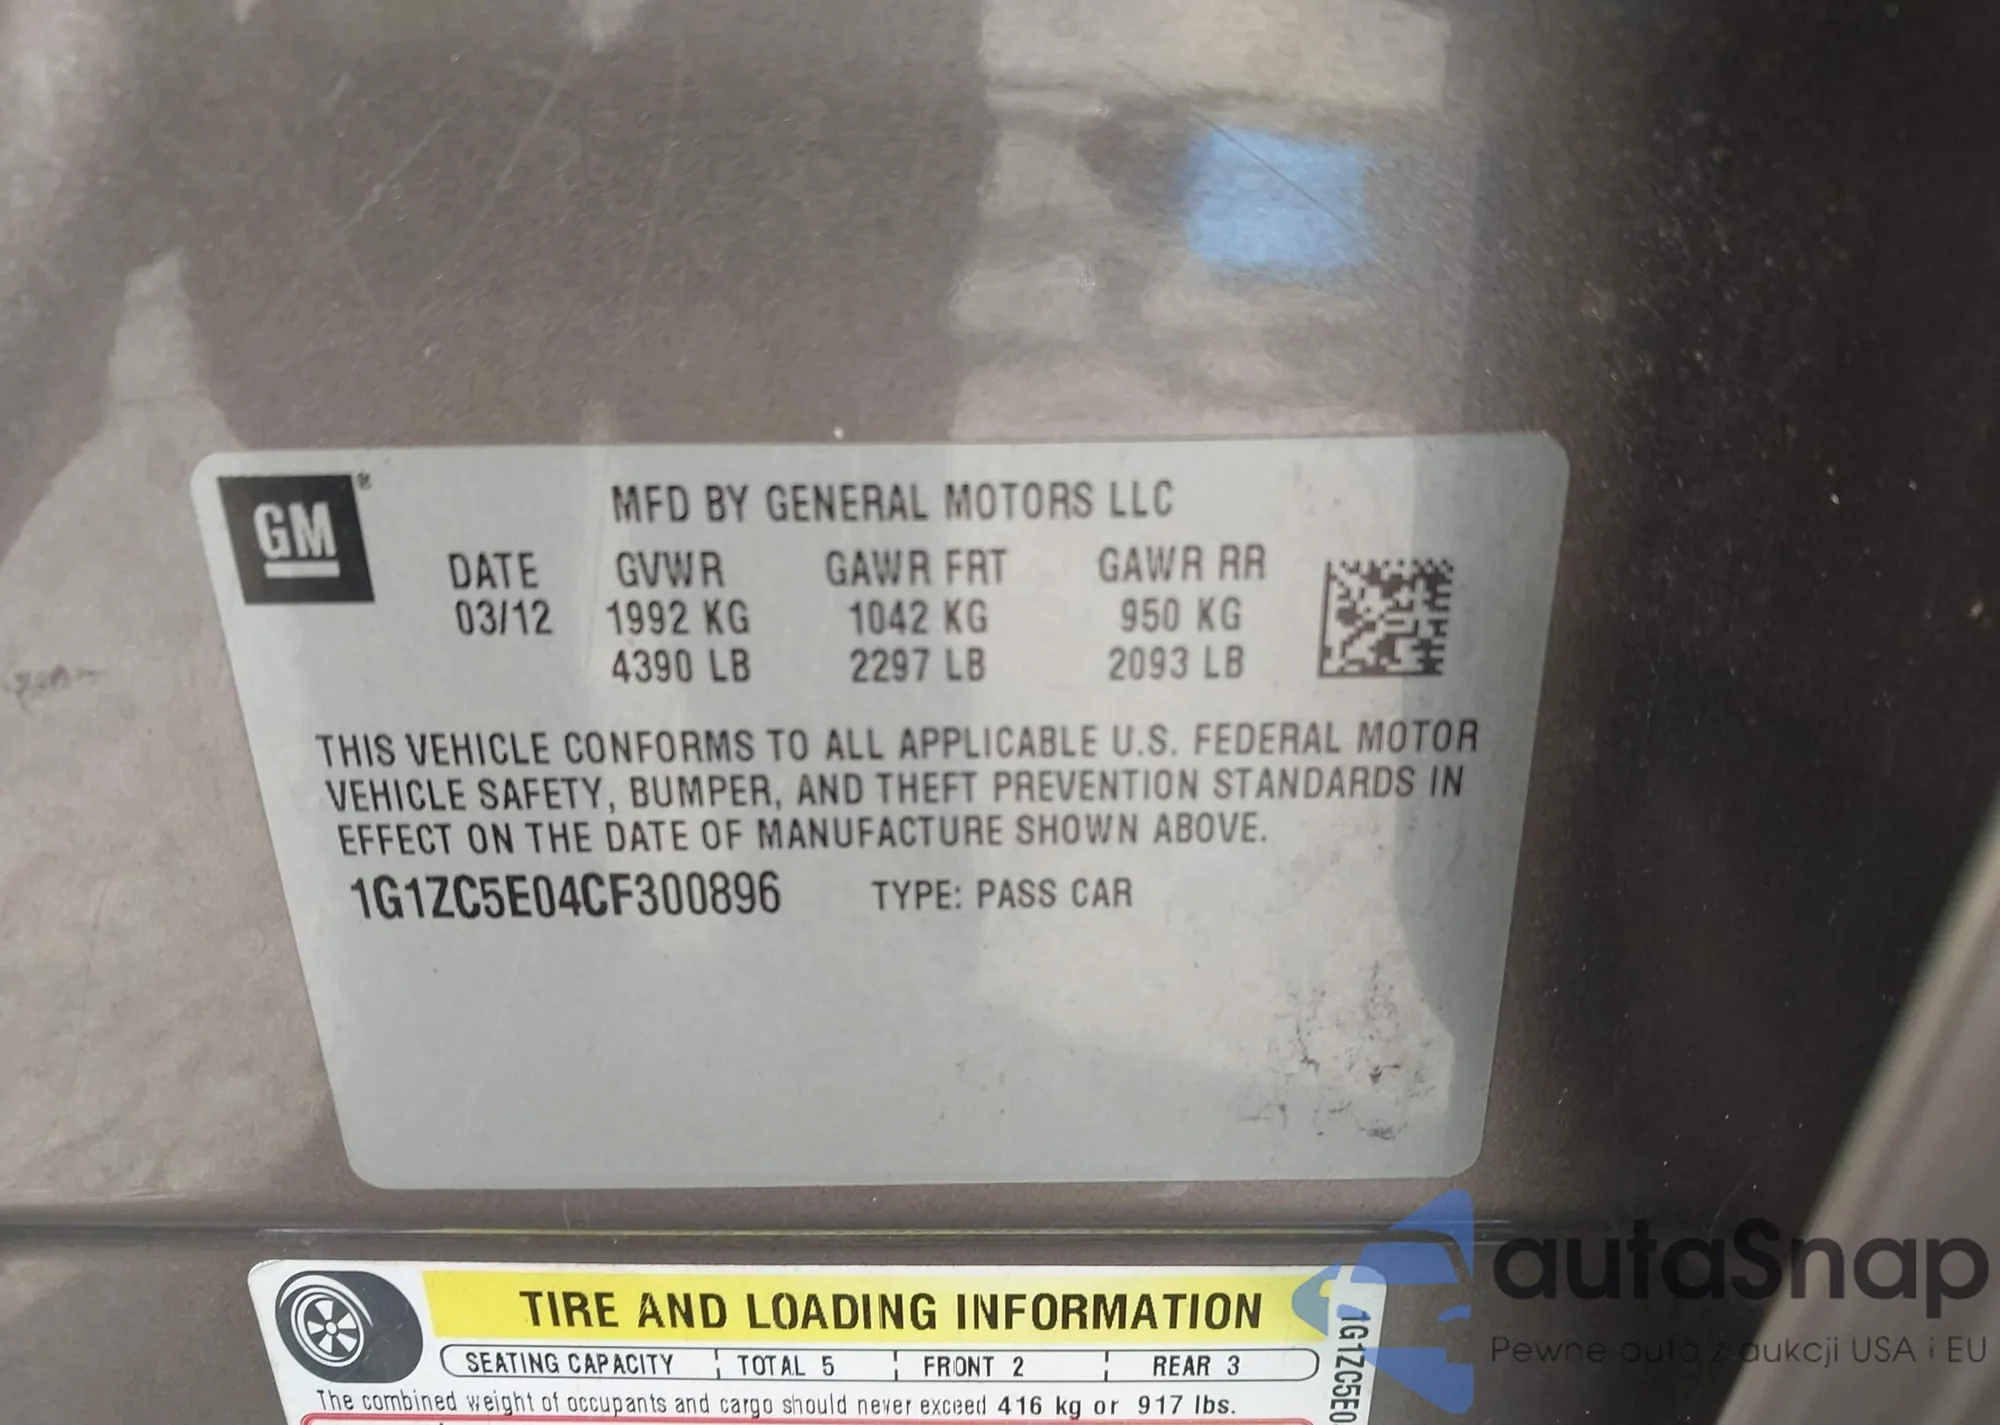 GM®
MFD BY GENERAL MOTORS LLC
DATE GVWR GAWR FRT GAWR RR
03/12 1992 KG 1042 KG 950 KG
4390 LB 2297 LB 2093 LB
THIS VEHICLE CONFORMS TO ALL APPLICABLE U.S. FEDERAL MOTOR
VEHICLE SAFETY, BUMPER, AND THEFT PREVENTION STANDARDS IN
EFFECT ON THE DATE OF MANUFACTURE SHOWN ABOVE.
1G1ZC5E04CF300896 TYPE: PASS CAR
TIRE AND LOADING INFORMATION
SEATING CAPACITY TOTAL 5 FRONT 2 REAR 3
The combined weight of occupants and cargo should never exceed 416 kg or 917 lbs.
1G1ZC5E0
autaSnap
Pewne auta z aukcji USA i EU